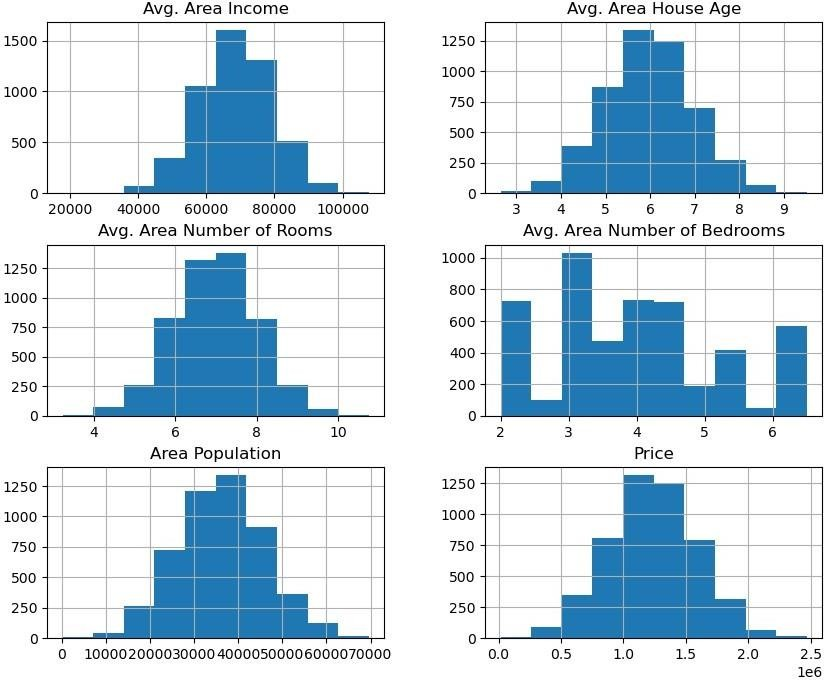 Avg. Area Income
1500
1000
500
0
20000 40000 60000 80000 100000
Avg. Area House Age
1250
1000
750
500
250
0
3 4 5 6 7 8 9
Avg. Area Number of Rooms
1250
1000
750
500
250
0
4 6 8 10
Avg. Area Number of Bedrooms
1000
800
600
400
200
0
2 3 4 5 6
Area Population
1250
1000
750
500
250
0
0 10000 20000 30000 40000 50000 60000 70000
Price
1250
1000
750
500
250
0
0.0 0.5 1.0 1.5 2.0 2.5
1e6